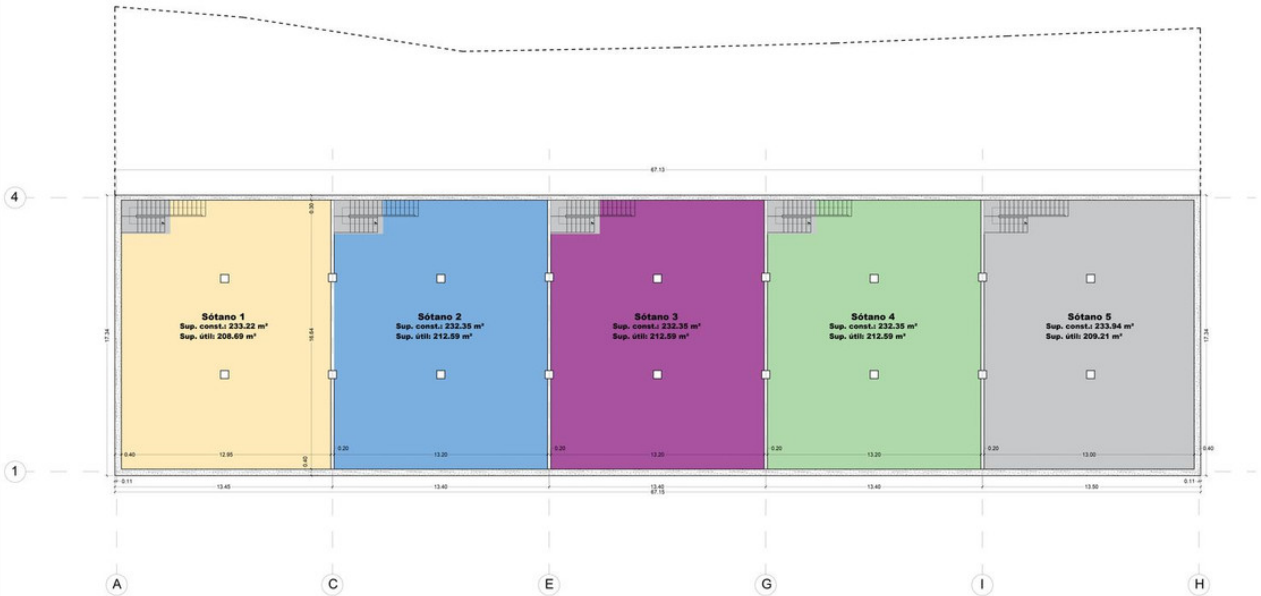 67.13
4
0.30
Sótano 1
Sup. const.: 233.22 m²
Sup. útil: 208.69 m²
Sótano 2
Sup. const.: 232.35 m²
Sup. útil: 212.59 m²
Sótano 3
Sup. const.: 232.35 m²
Sup. útil: 212.59 m²
Sótano 4
Sup. const.: 232.35 m²
Sup. útil: 212.59 m²
Sótano 5
Sup. const.: 233.94 m²
Sup. útil: 209.21 m²
17.34
16.64
17.34
0.20 0.20 0.20 0.20
0.40 12.95 0.40 13.20 13.20 13.20 13.00 0.40
1
0.11 13.45 13.40 13.40 13.40 13.50 0.11
67.15
A C E G I H